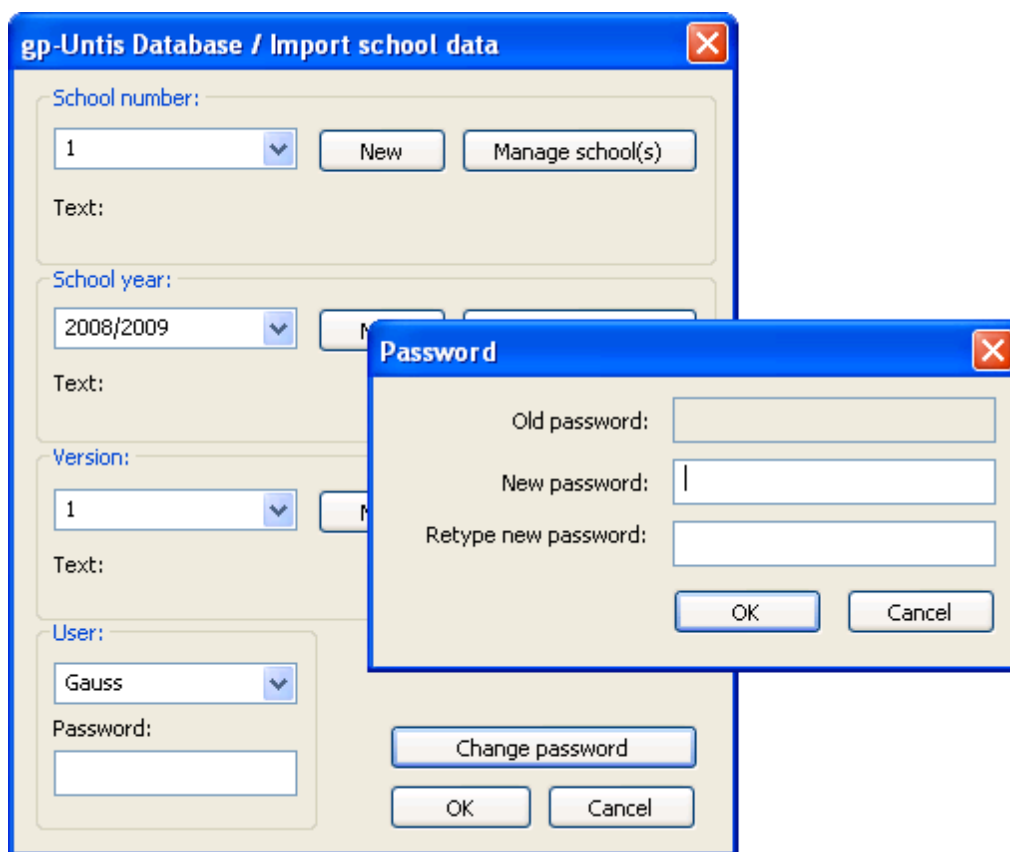 gp-Untis Database / Import school data
School number:
1 New Manage school(s)
Text:
School year:
2008/2009
Text:
Version:
1
Text:
User:
Gauss
Password:
Change password
OK Cancel
Password
Old password:
New password:
Retype new password:
OK Cancel